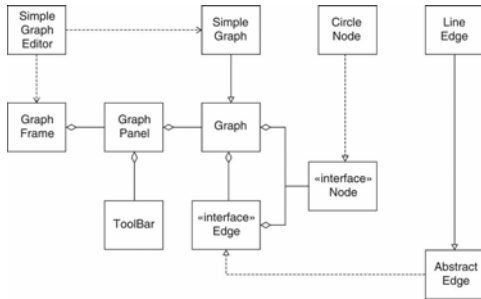 Simple
Graph
Editor
Simple
Graph
Circle
Node
Line
Edge
Graph
Frame
Graph
Panel
Graph
ToolBar
«interface»
Edge
«interface»
Node
Abstract
Edge